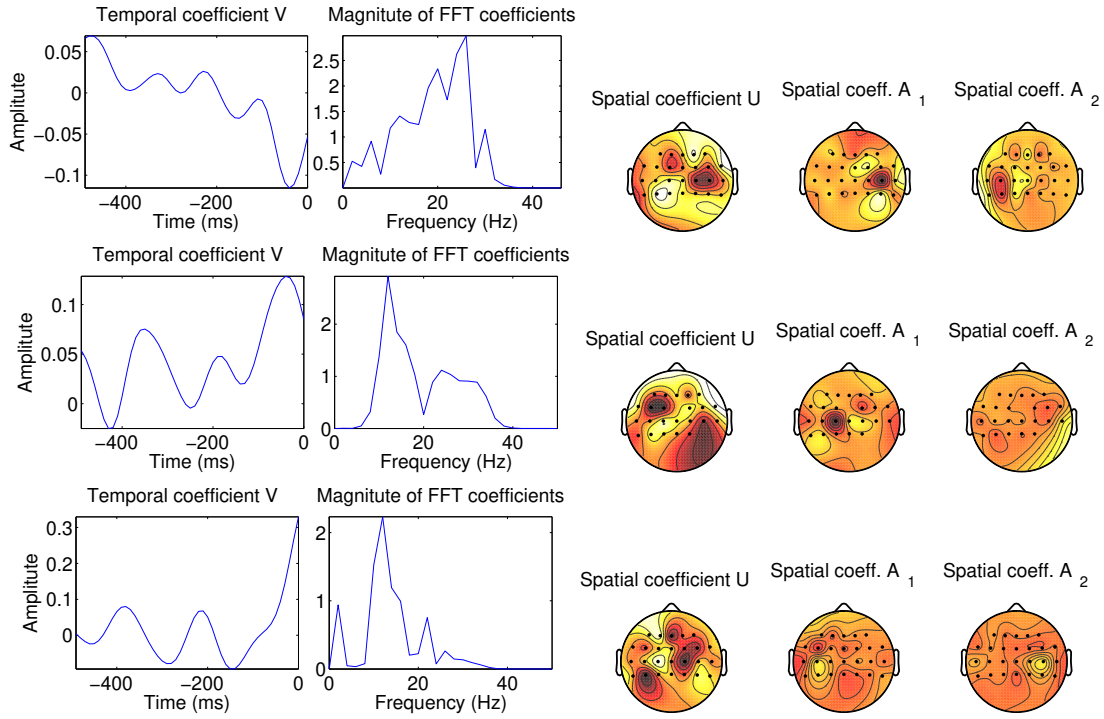 Temporal coefficient V
Magnitute of FFT coefficients
0.05
0
−0.05
−0.1
Amplitute
−400
−200
0
Time (ms)
2.5
2
1.5
1
0.5
0
20
40
Frequency (Hz)
Spatial coefficient U
Spatial coeff. A 1
Spatial coeff. A 2
Temporal coefficient V
Magnitute of FFT coefficients
0.1
0.05
0
Amplitute
−400
−200
0
Time (ms)
2
1
0
0
20
40
Frequency (Hz)
Spatial coefficient U
Spatial coeff. A 1
Spatial coeff. A 2
Temporal coefficient V
Magnitute of FFT coefficients
0.3
0.2
0.1
0
Amplitute
−400
−200
0
Time (ms)
2
1
0
0
20
40
Frequency (Hz)
Spatial coefficient U
Spatial coeff. A 1
Spatial coeff. A 2